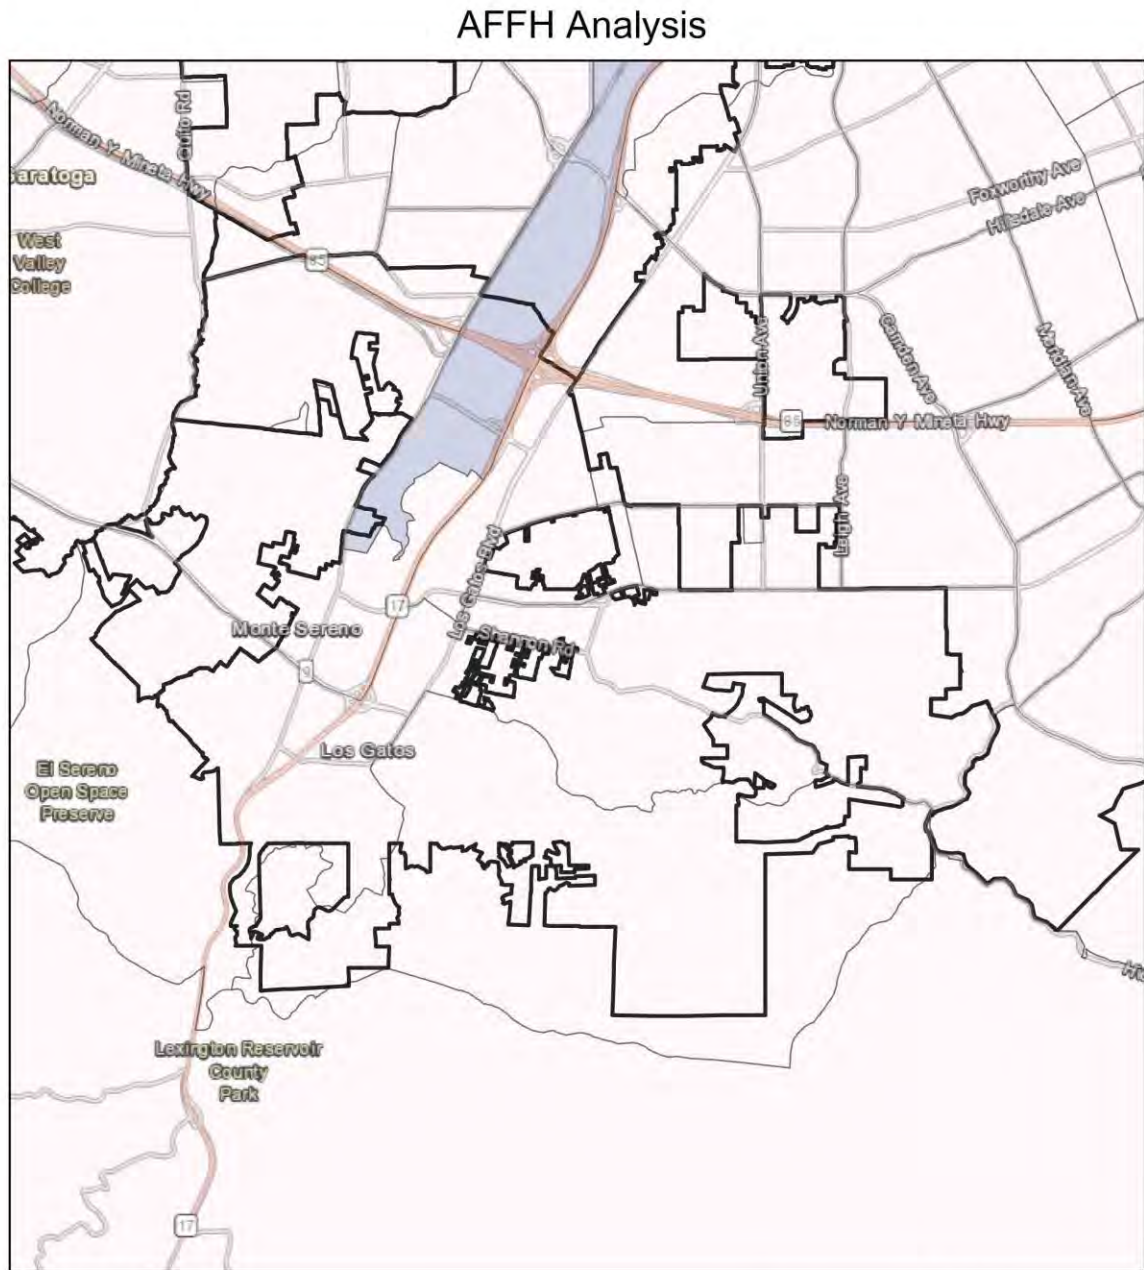 AFFH Analysis
Quito Rd
Norman Y Mineta Hwy
Saratoga
West
Valley
College
85
Foxworthy Ave
Hillsdale Ave
Union Ave
Camden Ave
Meridian Ave
85
Norman Y Mineta Hwy
Leigh Ave
Los Gatos Blvd
17
Monte Sereno
Shannon Rd
9
Los Gatos
El Sereno
Open Space
Preserve
Lexington Reservoir
County
Park
17